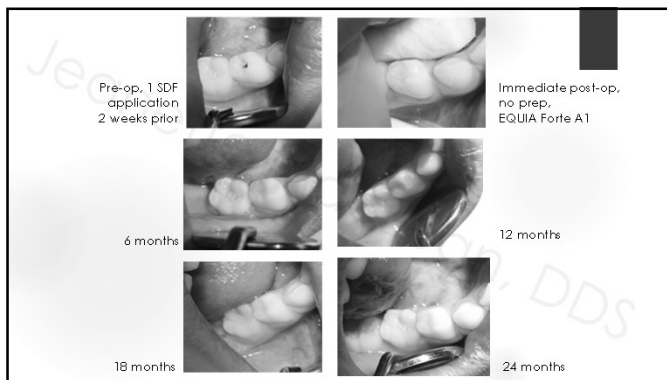 Pre-op, 1 SDF
application
2 weeks prior
Immediate post-op,
no prep,
EQUIA Forte A1
6 months
12 months
18 months
24 months
DDS